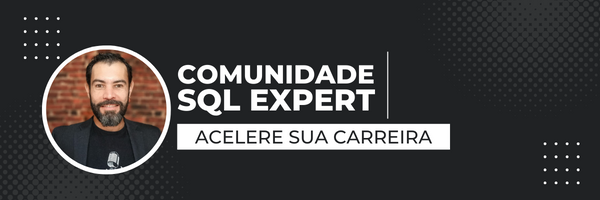 COMUNIDADE
SQL EXPERT
ACELERE SUA CARREIRA